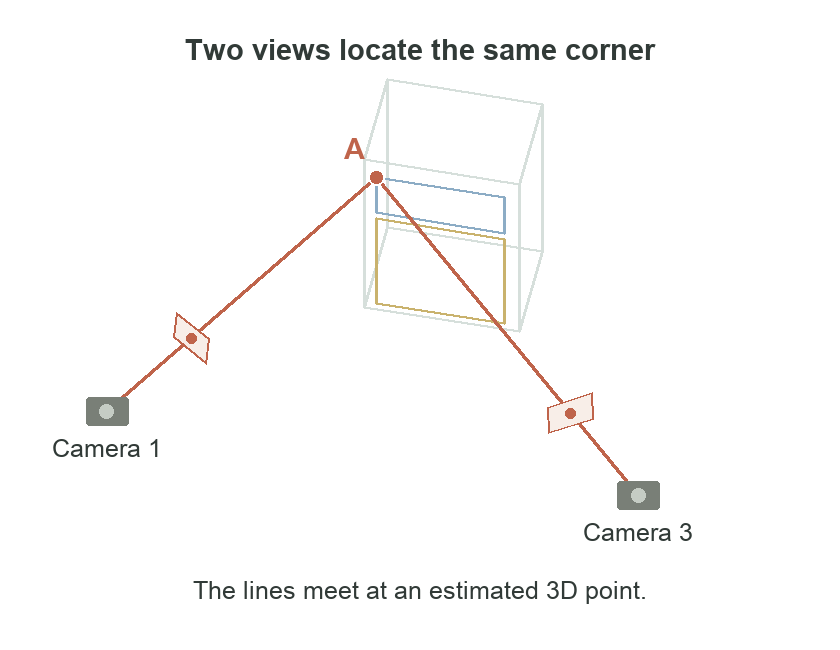 Two views locate the same corner
A
Camera 1
Camera 3
The lines meet at an estimated 3D point.